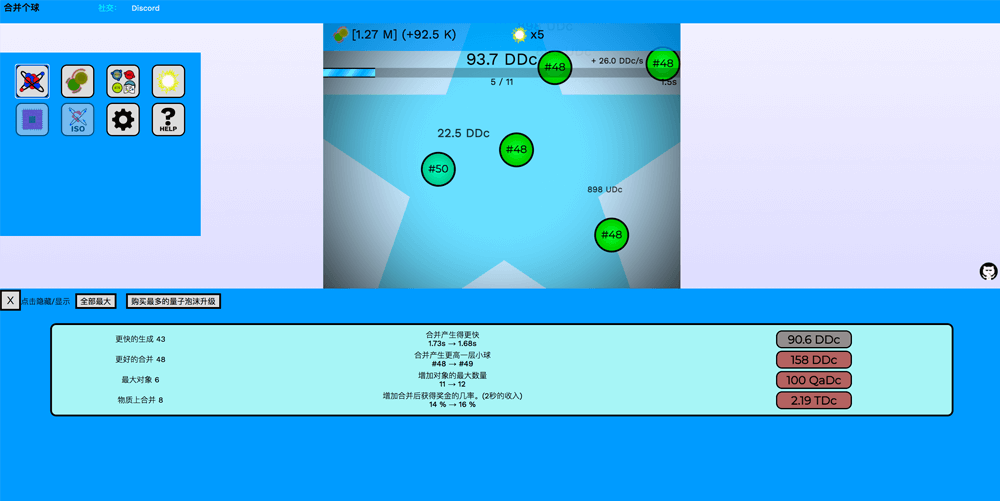 合并个球
社交:
Discord
[1.27 M] (+92.5 K)
x5
93.7 DDc
+ 26.0 DDc/s
#48
#48
5 / 11
1.5s
22.5 DDc
#48
#50
898 UDc
#48
ISO
HELP
X 点击隐藏/显示 全部最大 购买最多的量子泡沫升级
更快的生成 43
合并产生得更快
1.73s → 1.68s
90.6 DDc
更好的合并 48
合并产生更高一层小球
#48 → #49
158 DDc
最大对象 6
增加对象的最大数量
11 → 12
100 QaDc
物质上合并 8
增加合并后获得奖金的几率。(2秒的收入)
14 % → 16 %
2.19 TDc